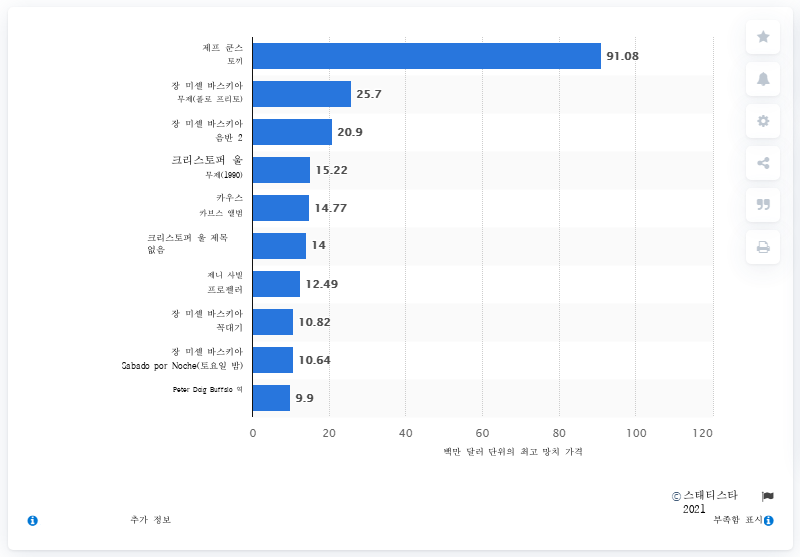 제프 쿤스
토끼
91.08
장 미셸 바스키아
무제(폴로 프리토)
25.7
장 미셸 바스키아
음반 2
20.9
크리스토퍼 울
무제(1990)
15.22
카우스
카브스 앨범
14.77
크리스토퍼 울 제목
없음
14
제니 사빌
프로펠러
12.49
장 미셸 바스키아
꼭대기
10.82
장 미셸 바스키아
Sabado por Noche(토요일 밤)
10.64
Peter Doig Buffalo 역
9.9
0 20 40 60 80 100 120
백만 달러 단위의 최고 망치 가격
© 스태티스타
2021
추가 정보
부족함 표시